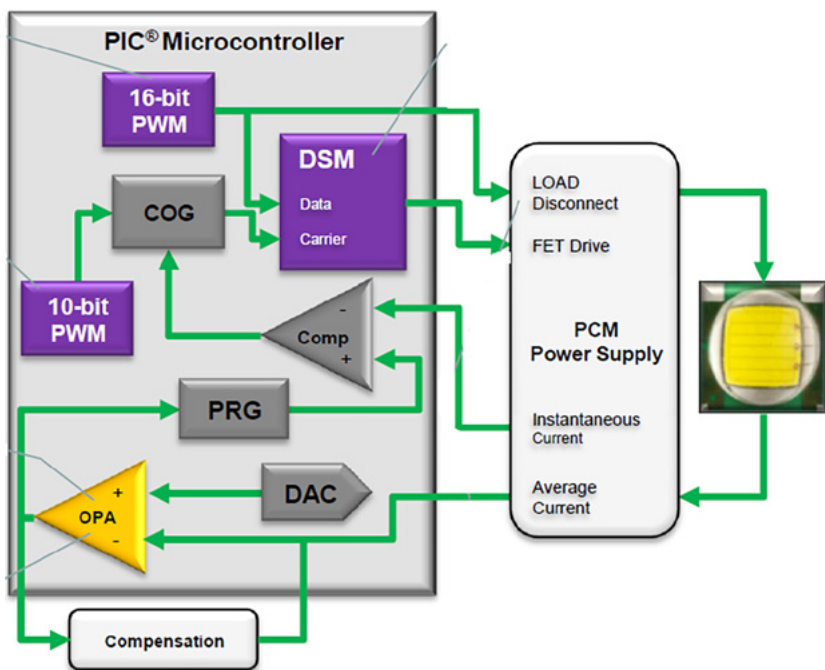 PIC® Microcontroller
16-bit
PWM
DSM
Data
Carrier
COG
10-bit
PWM
-
Comp
+
PRG
+
OPA
-
DAC
Compensation
LOAD
Disconnect
FET Drive
PCM
Power Supply
Instantaneous
Current
Average
Current